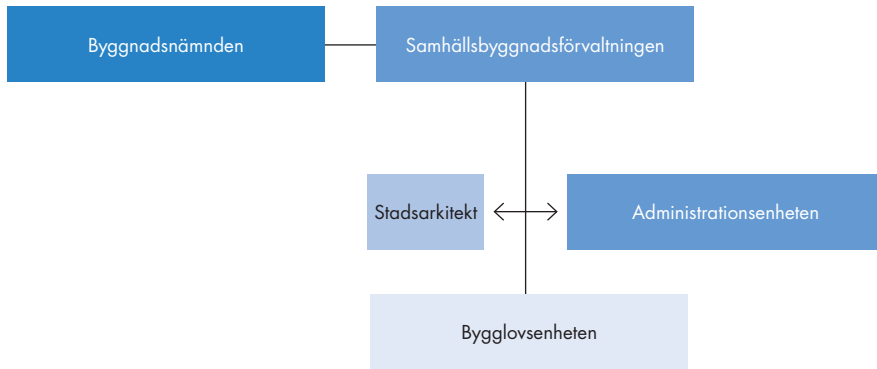 Byggnadsnämnden
Samhällsbyggnadsförvaltningen
Stadsarkitekt
Administrationsenheten
Bygglovsenheten